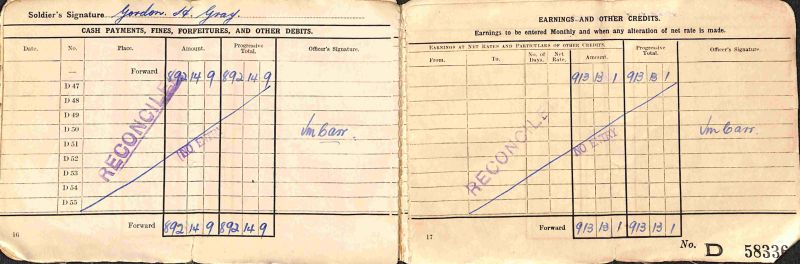 Soldier's Signature Gordon H. Gray.
CASH PAYMENTS, FINES, FORFEITURES, AND OTHER DEBITS.
Date. No. Place. Amount. Progressive Total. Officer's Signature.
— Forward 892 14 9 892 14 9
D 47
D 48
D 49
D 50
D 51
D 52
D 53
D 54
D 55
RECONCILED
NO ENTRY
Forward 892 14 9 892 14 9
16
EARNINGS AND OTHER CREDITS.
Earnings to be entered Monthly and when any alteration of net rate is made.
EARNINGS AT NET RATES AND PARTICULARS OF OTHER CREDITS. Progressive Total. Officer's Signature.
From. To. No. of Days. Net Rate. Amount.
913 13 1 913 13 1
RECONCILED
NO ENTRY
Forward 913 13 1 913 13 1
17
No. D 58336